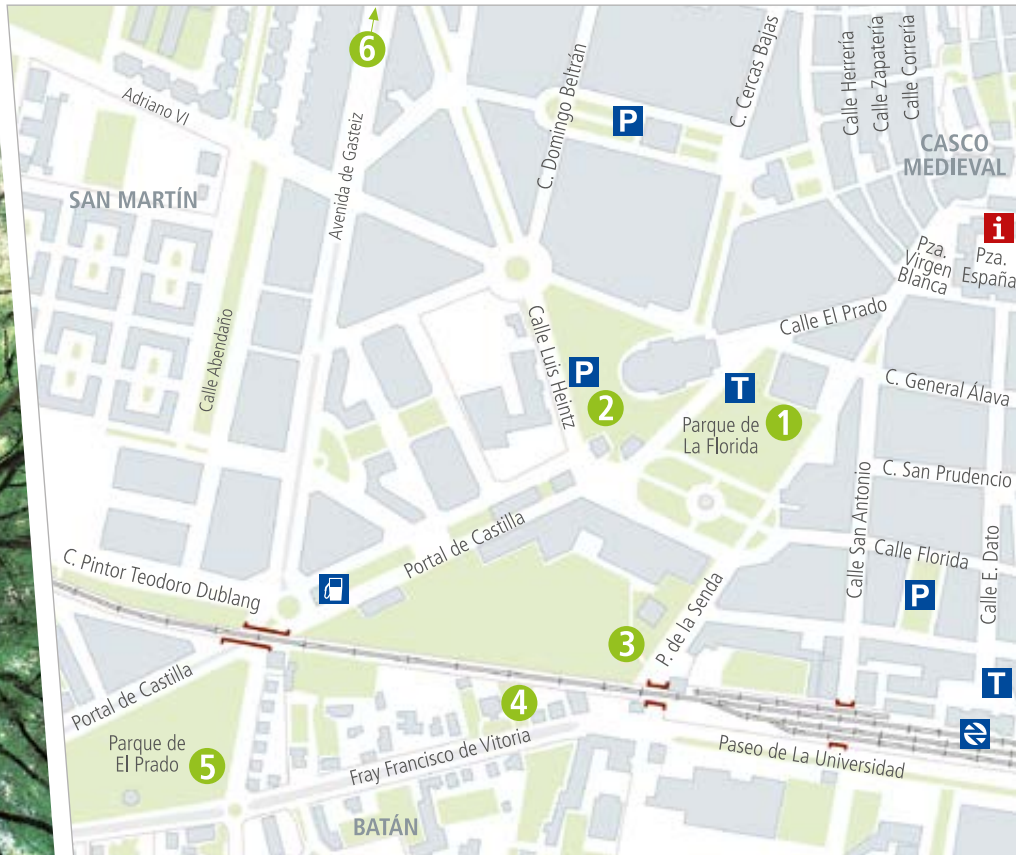 6
C. Domingo Beltrán
C. Cercas Bajas
Calle Herrería
Calle Zapatería
Calle Correría
P
Adriano VI
Avenida de Gasteiz
CASCO
MEDIEVAL
SAN MARTÍN
i
Pza.
Virgen
Blanca
Pza.
España
Calle El Prado
Calle Luis Heintz
Calle Abendaño
P
2
T
1
Parque de
La Florida
C. General Álava
C. San Prudencio
Calle San Antonio
Portal de Castilla
Calle Florida
Calle E. Dato
C. Pintor Teodoro Dublang
P
P. de la Senda
3
T
Portal de Castilla
4
Parque de
El Prado
5
Fray Francisco de Vitoria
Paseo de La Universidad
BATÁN